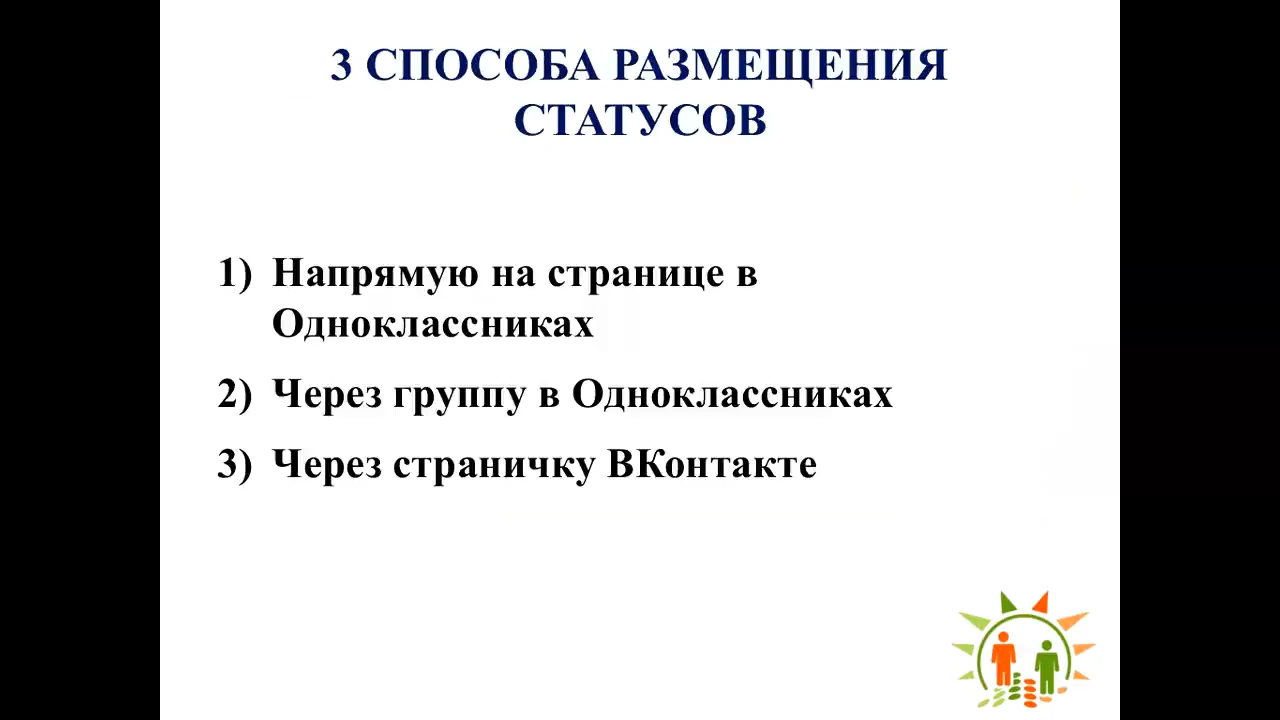 3 СПОСОБА РАЗМЕЩЕНИЯ
СТАТУСОВ
1) Напрямую на странице в
Одноклассниках
2) Через группу в Одноклассниках
3) Через страничку ВКонтакте